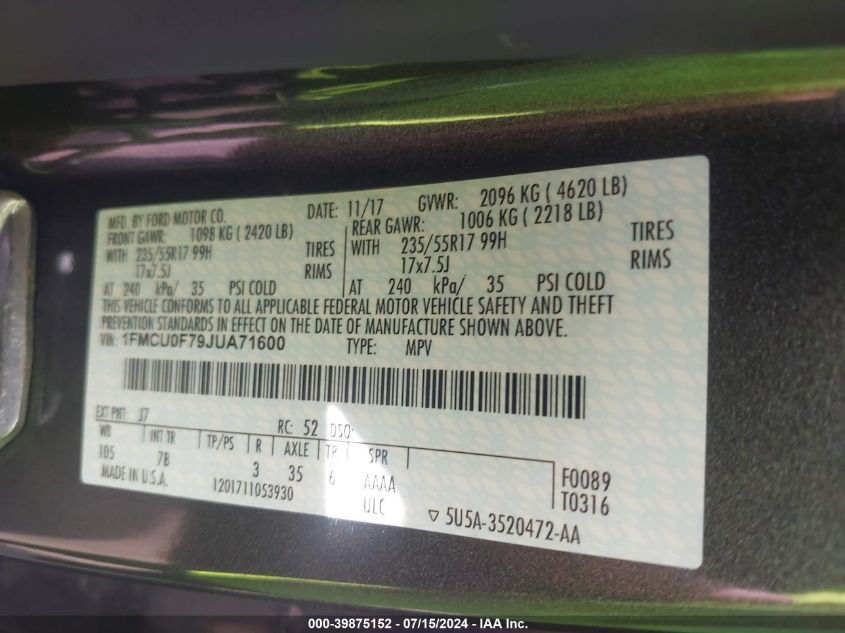 MFD. BY FORD MOTOR CO. DATE: 11/17 GVWR: 2096 KG ( 4620 LB)
FRONT GAWR: 1098 KG ( 2420 LB) REAR GAWR: 1006 KG ( 2218 LB)
WITH 235/55R17 99H TIRES WITH 235/55R17 99H TIRES
17x7.5J RIMS 17x7.5J RIMS
AT 240 kPa/ 35 PSI COLD AT 240 kPa/ 35 PSI COLD
THIS VEHICLE CONFORMS TO ALL APPLICABLE FEDERAL MOTOR VEHICLE SAFETY AND THEFT
PREVENTION STANDARDS IN EFFECT ON THE DATE OF MANUFACTURE SHOWN ABOVE.
VIN: 1FMCU0F79JUA71600 TYPE: MPV
EXT PNT: J7 RC: 52 DSO:
WB INT TR TP/PS R AXLE TR SPR
105 7B 3 35 6 AAAA F0089
MADE IN U.S.A. 1201711053930 ULC T0316
▽ 5U5A-3520472-AA
000-39875152 - 07/15/2024 - IAA Inc.